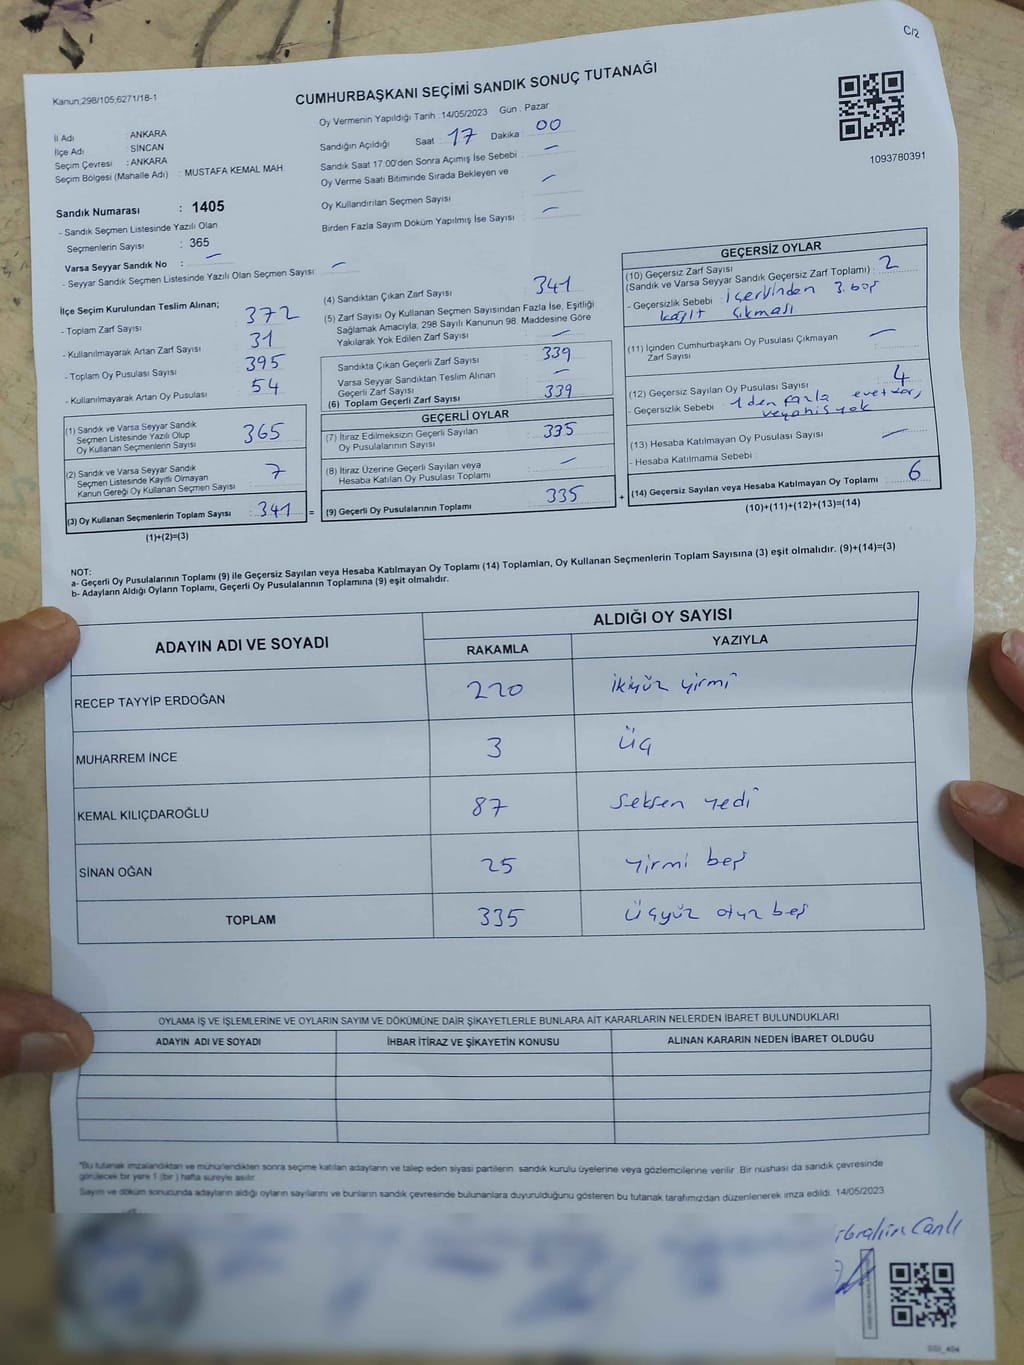 C/2
Kanun;298/105;6271/18-1
CUMHURBAŞKANI SEÇİMİ SANDIK SONUÇ TUTANAĞI
İl Adı : ANKARA
İlçe Adı : SİNCAN
Seçim Çevresi : ANKARA
Seçim Bölgesi (Mahalle Adı) : MUSTAFA KEMAL MAH.
Oy Vermenin Yapıldığı Tarih : 14/05/2023 Gün : Pazar
Sandığın Açıldığı Saat 17 Dakika 00
Sandık Saat 17:00'den Sonra Açımış İse Sebebi : –
Oy Verme Saati Bitiminde Sırada Bekleyen ve –
Oy Kullandırılan Seçmen Sayısı
Birden Fazla Sayım Döküm Yapılmış İse Sayısı –
1093780391
Sandık Numarası : 1405
- Sandık Seçmen Listesinde Yazılı Olan
Seçmenlerin Sayısı : 365
Varsa Seyyar Sandık No : –
- Seyyar Sandık Seçmen Listesinde Yazılı Olan Seçmen Sayısı: –
İlçe Seçim Kurulundan Teslim Alınan;
- Toplam Zarf Sayısı 372
- Kullanılmayarak Artan Zarf Sayısı 31
- Toplam Oy Pusulası Sayısı 395
- Kullanılmayarak Artan Oy Pusulası 54
(1) Sandık ve Varsa Seyyar Sandık
Seçmen Listesinde Yazılı Olup
Oy Kullanan Seçmenlerin Sayısı 365
(2) Sandık ve Varsa Seyyar Sandık
Seçmen Listesinde Kayıtlı Olmayan
Kanun Gereği Oy Kullanan Seçmen Sayısı : 7
(3) Oy Kullanan Seçmenlerin Toplam Sayısı : 341 =
(1)+(2)=(3)
(4) Sandıktan Çıkan Zarf Sayısı 341
(5) Zarf Sayısı Oy Kullanan Seçmen Sayısından Fazla İse, Eşitliği
Sağlamak Amacıyla, 298 Sayılı Kanunun 98. Maddesine Göre
Yakılarak Yok Edilen Zarf Sayısı –
Sandıkta Çıkan Geçerli Zarf Sayısı 339
Varsa Seyyar Sandıktan Teslim Alınan
Geçerli Zarf Sayısı –
(6) Toplam Geçerli Zarf Sayısı 339
GEÇERLİ OYLAR
(7) İtiraz Edilmeksizin Geçerli Sayılan
Oy Pusulalarının Sayısı 335
(8) İtiraz Üzerine Geçerli Sayılan veya
Hesaba Katılan Oy Pusulası Toplamı –
(9) Geçerli Oy Pusulalarının Toplamı 335 +
GEÇERSİZ OYLAR
(10) Geçersiz Zarf Sayısı
(Sandık ve Varsa Seyyar Sandık Geçersiz Zarf Toplamı) : 2
- Geçersizlik Sebebi : içerisinden 3. boş
kağıt çıkması
(11) İçinden Cumhurbaşkanı Oy Pusulası Çıkmayan
Zarf Sayısı : –
(12) Geçersiz Sayılan Oy Pusulası Sayısı : 4
- Geçersizlik Sebebi : 1 den fazla evet var,
veyahiç yok
(13) Hesaba Katılmayan Oy Pusulası Sayısı –
- Hesaba Katılmama Sebebi :
(14) Geçersiz Sayılan veya Hesaba Katılmayan Oy Toplamı 6
(10)+(11)+(12)+(13)=(14)
NOT:
a- Geçerli Oy Pusulalarının Toplamı (9) ile Geçersiz Sayılan veya Hesaba Katılmayan Oy Toplamı (14) Toplamları, Oy Kullanan Seçmenlerin Toplam Sayısına (3) eşit olmalıdır. (9)+(14)=(3)
b- Adayların Aldığı Oyların Toplamı, Geçerli Oy Pusulalarının Toplamına (9) eşit olmalıdır.
ADAYIN ADI VE SOYADI
ALDIĞI OY SAYISI
RAKAMLA YAZIYLA
RECEP TAYYİP ERDOĞAN 220 ikiyüz yirmi
MUHARREM İNCE 3 üç
KEMAL KILIÇDAROĞLU 87 seksen yedi
SİNAN OĞAN 25 yirmi beş
TOPLAM 335 üçyüz otuz beş
OYLAMA İŞ VE İŞLEMLERİNE VE OYLARIN SAYIM VE DÖKÜMÜNE DAİR ŞİKAYETLERLE BUNLARA AİT KARARLARIN NELERDEN İBARET BULUNDUKLARI
ADAYIN ADI VE SOYADI İHBAR İTİRAZ VE ŞİKAYETİN KONUSU ALINAN KARARIN NEDEN İBARET OLDUĞU
*Bu tutanak imzalandıktan ve mühürlendikten sonra seçime katılan adayların ve talep eden siyasi partilerin sandık kurulu üyelerine veya gözlemcilerine verilir. Bir nüshası da sandık çevresinde
görülecek bir yere 1 (bir) hafta süreyle asılır.
Sayım ve döküm sonucunda adayların aldığı oyların sayılarını ve bunların sandık çevresinde bulunanlara duyurulduğunu gösteren bu tutanak tarafımızdan düzenlenerek imza edildi. 14/05/2023
ibrahim Canlı